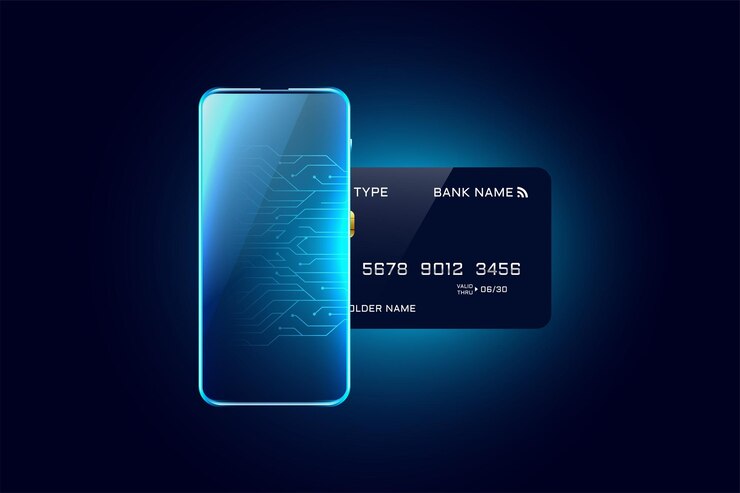 TYPE
BANK NAME
5678 9012 3456
VALID
THRU
06/30
OLDER NAME